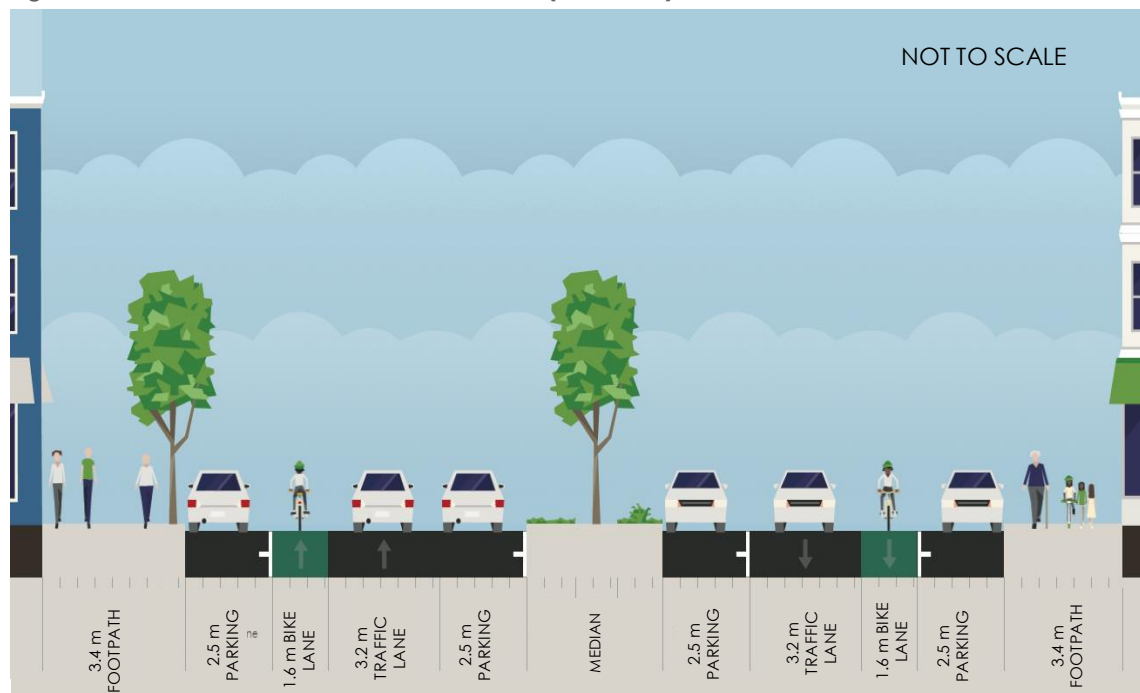 NOT TO SCALE
3.4 m
FOOTPATH
2.5 m
PARKING
ne
1.6 m BIKE
LANE
3.2 m
TRAFFIC
LANE
2.5 m
PARKING
MEDIAN
2.5 m
PARKING
3.2 m
TRAFFIC
LANE
1.6 m BIKE
LANE
2.5 m
PARKING
3.4 m
FOOTPATH